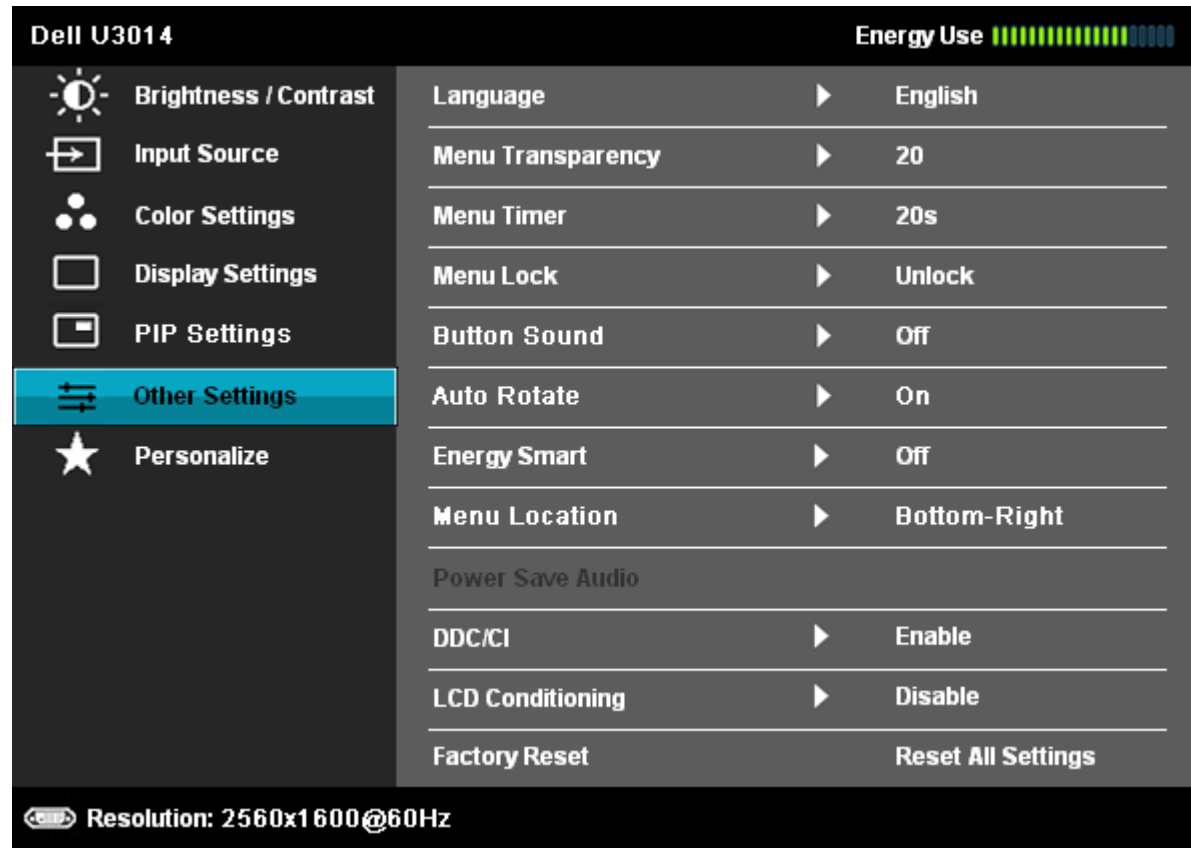 Dell U3014 Energy Use
Brightness / Contrast Language English
Input Source Menu Transparency 20
Color Settings Menu Timer 20s
Display Settings Menu Lock Unlock
PIP Settings Button Sound Off
Other Settings Auto Rotate On
Personalize Energy Smart Off
Menu Location Bottom-Right
Power Save Audio
DDC/CI Enable
LCD Conditioning Disable
Factory Reset Reset All Settings
Resolution: 2560x1600@60Hz